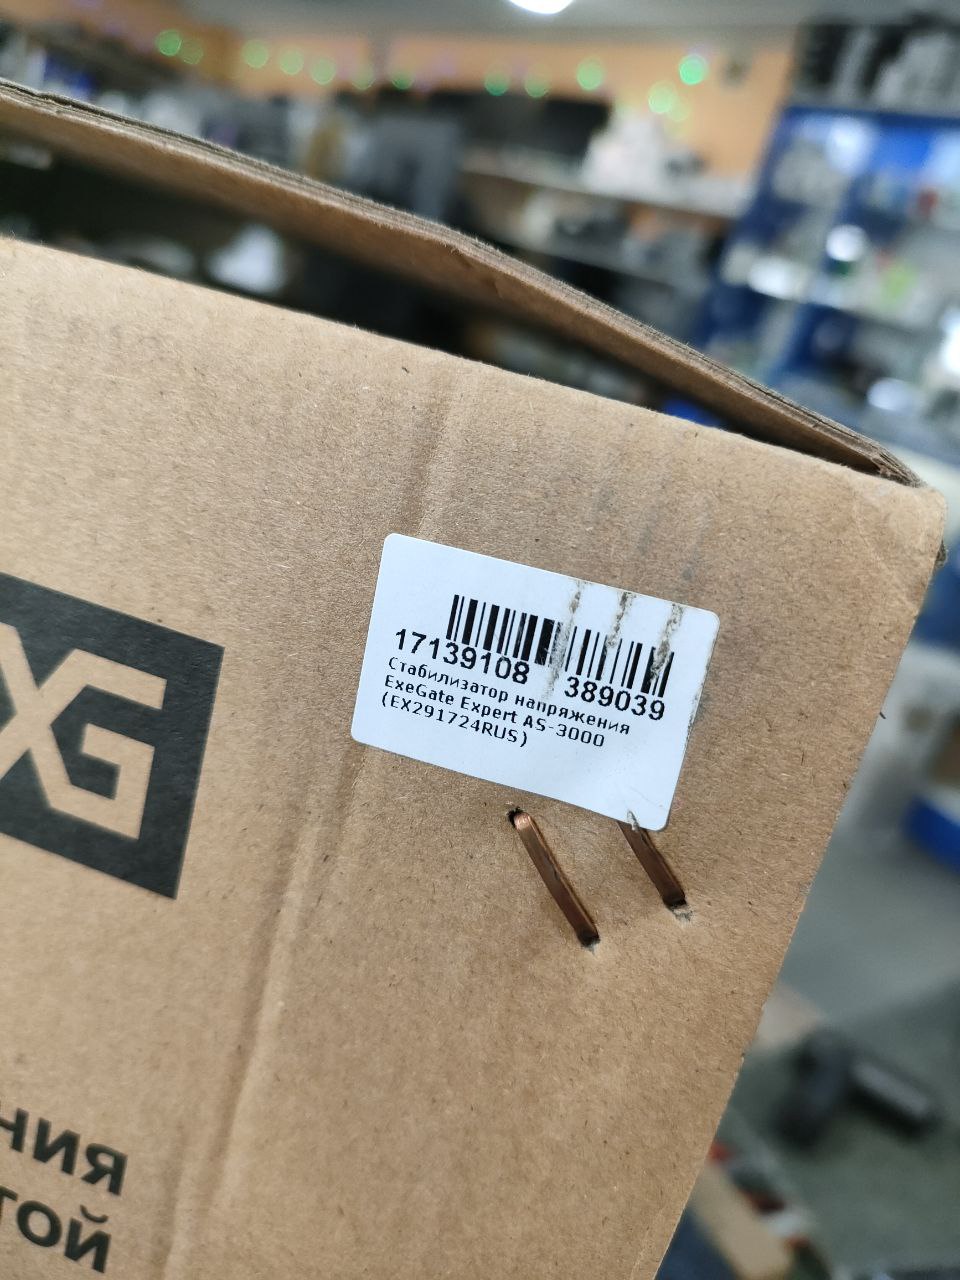 XG
17139108 389039
Стабилизатор напряжения
ExeGate Expert AS-3000
(EX291724RUS)
НИЯ
ТОЙ